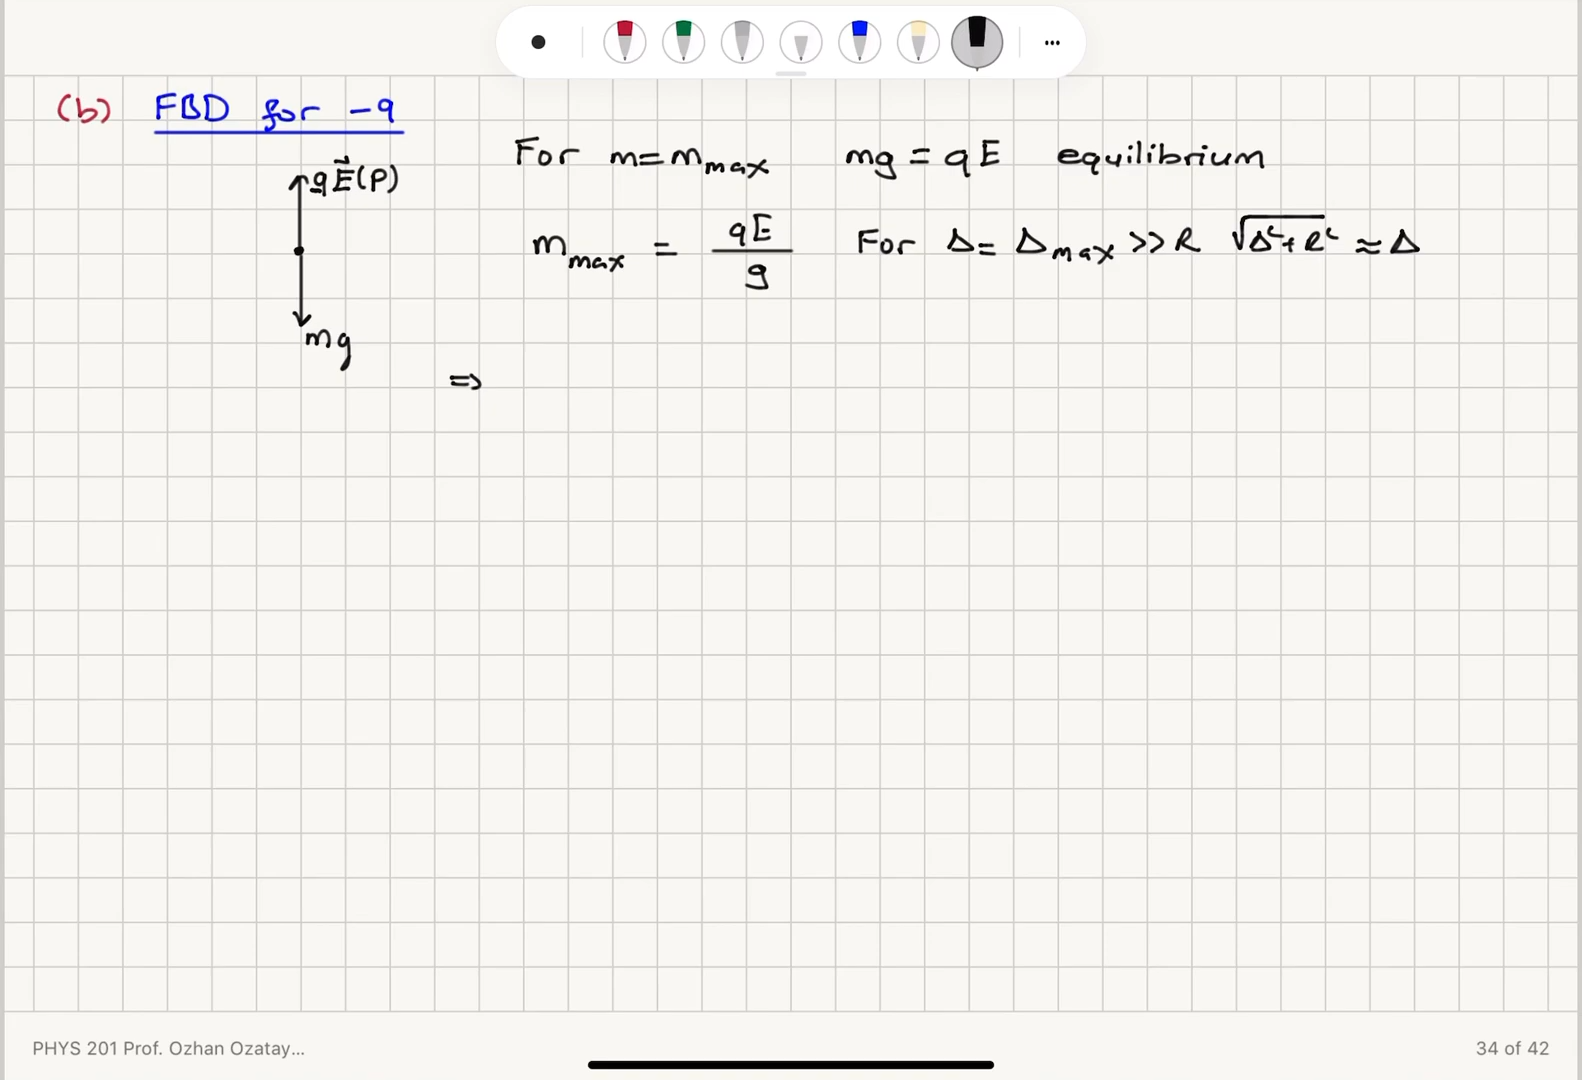 (b) FBD for -q
For m=m_max mg = qE equilibrium
qE⃗(P)
m_max = qE/g For Δ= Δ_max >> R √Δ²+R² ≈ Δ
mg
⇒
PHYS 201 Prof. Ozhan Ozatay... 34 of 42